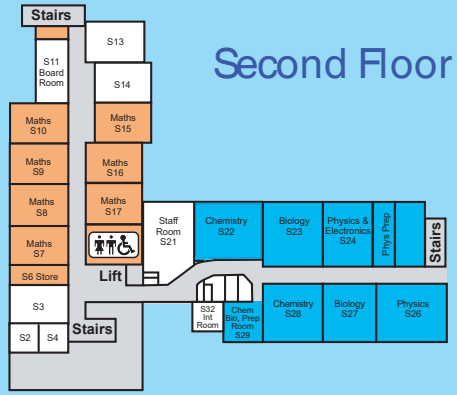 Stairs
Second Floor
S13
S11
Board
Room
S14
Maths
S10
Maths
S15
Maths
S9
Maths
S16
Maths
S8
Maths
S17
Staff
Room
S21
Chemistry
S22
Biology
S23
Physics &
Electronics
S24
Phys Prep
Stairs
Maths
S7
S6 Store
Lift
S3
S2
S4
Stairs
S32
Int
Room
Chem
Bio, Prep
Room
S29
Chemistry
S28
Biology
S27
Physics
S26